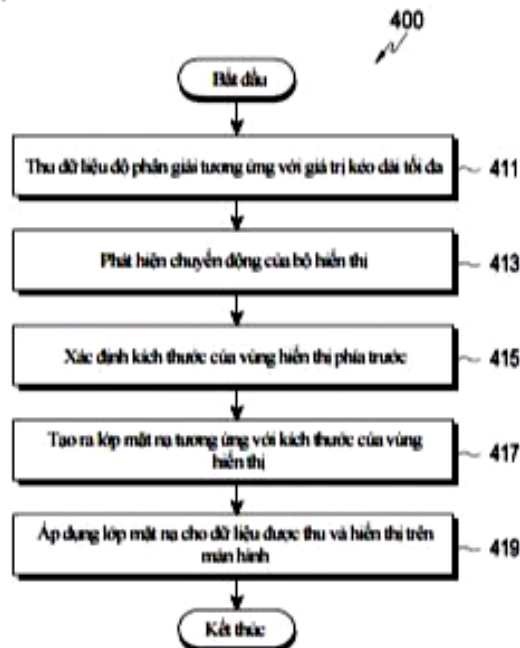 400
Bắt đầu
Thu dữ liệu độ phân giải tương ứng với giá trị kéo dài tối đa
411
Phát hiện chuyển động của bộ hiển thị
413
Xác định kích thước của vùng hiển thị phía trước
415
Tạo ra lớp mặt nạ tương ứng với kích thước của vùng
hiển thị
417
Áp dụng lớp mặt nạ cho dữ liệu được thu và hiển thị trên
màn hình
419
Kết thúc